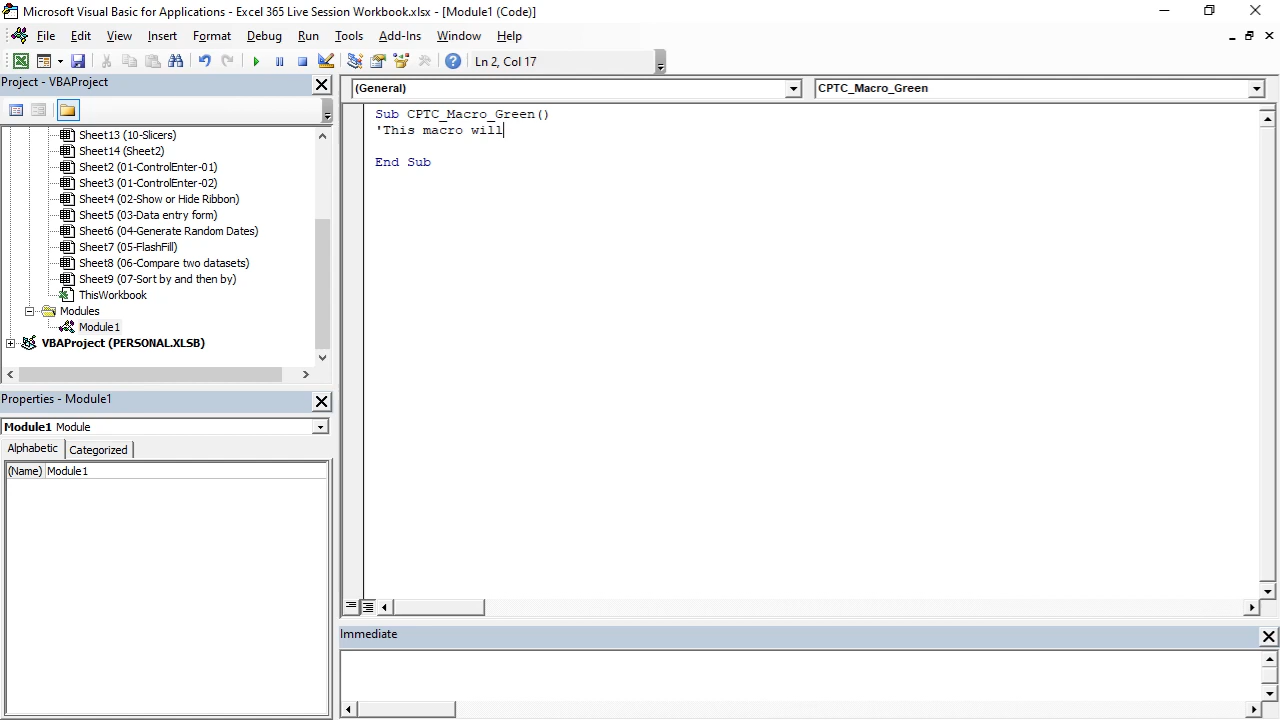 Microsoft Visual Basic for Applications - Excel 365 Live Session Workbook.xlsx - [Module1 (Code)]
File Edit View Insert Format Debug Run Tools Add-Ins Window Help
Ln 2, Col 17
Project - VBAProject
Sheet13 (10-Slicers)
Sheet14 (Sheet2)
Sheet2 (01-ControlEnter-01)
Sheet3 (01-ControlEnter-02)
Sheet4 (02-Show or Hide Ribbon)
Sheet5 (03-Data entry form)
Sheet6 (04-Generate Random Dates)
Sheet7 (05-FlashFill)
Sheet8 (06-Compare two datasets)
Sheet9 (07-Sort by and then by)
ThisWorkbook
Modules
Module1
VBAProject (PERSONAL.XLSB)
Properties - Module1
Module1 Module
Alphabetic Categorized
(Name) Module1
(General) CPTC_Macro_Green
Sub CPTC_Macro_Green()
'This macro will
End Sub
Immediate